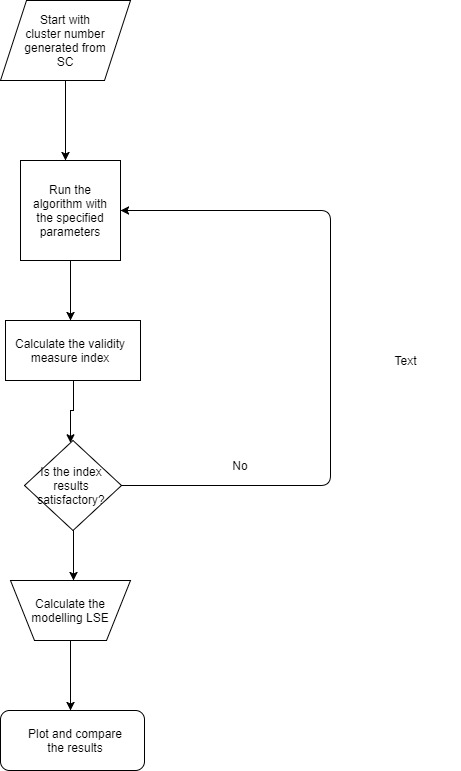 Start with
cluster number
generated from
SC
Run the
algorithm with
the specified
parameters
Calculate the validity
measure index
Text
Is the index
results
satisfactory?
No
Calculate the
modelling LSE
Plot and compare
the results